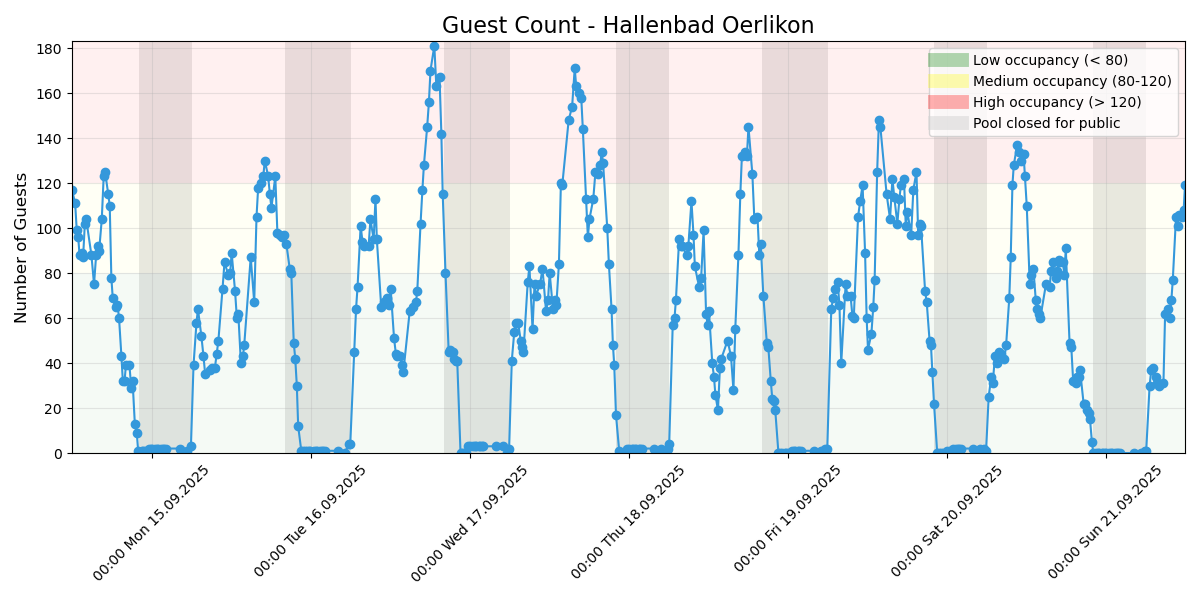 Guest Count - Hallenbad Oerlikon
Number of Guests
180
160
140
120
100
80
60
40
20
0
Low occupancy (< 80)
Medium occupancy (80-120)
High occupancy (> 120)
Pool closed for public
00:00 Mon 15.09.2025
00:00 Tue 16.09.2025
00:00 Wed 17.09.2025
00:00 Thu 18.09.2025
00:00 Fri 19.09.2025
00:00 Sat 20.09.2025
00:00 Sun 21.09.2025